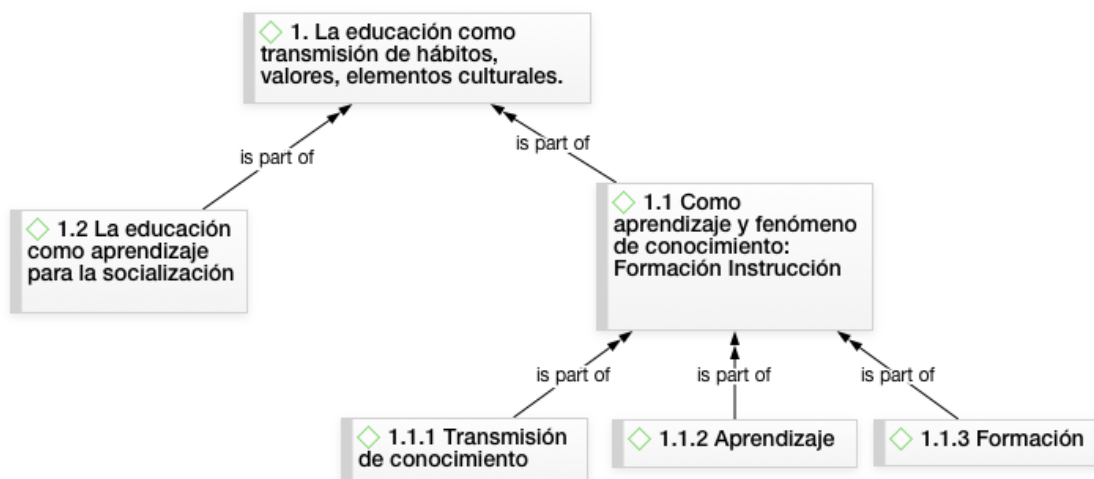 1. La educación como
transmisión de hábitos,
valores, elementos culturales.
is part of
is part of
1.2 La educación
como aprendizaje
para la socialización
1.1 Como
aprendizaje y fenómeno
de conocimiento:
Formación Instrucción
is part of
is part of
is part of
1.1.1 Transmisión
de conocimiento
1.1.2 Aprendizaje
1.1.3 Formación